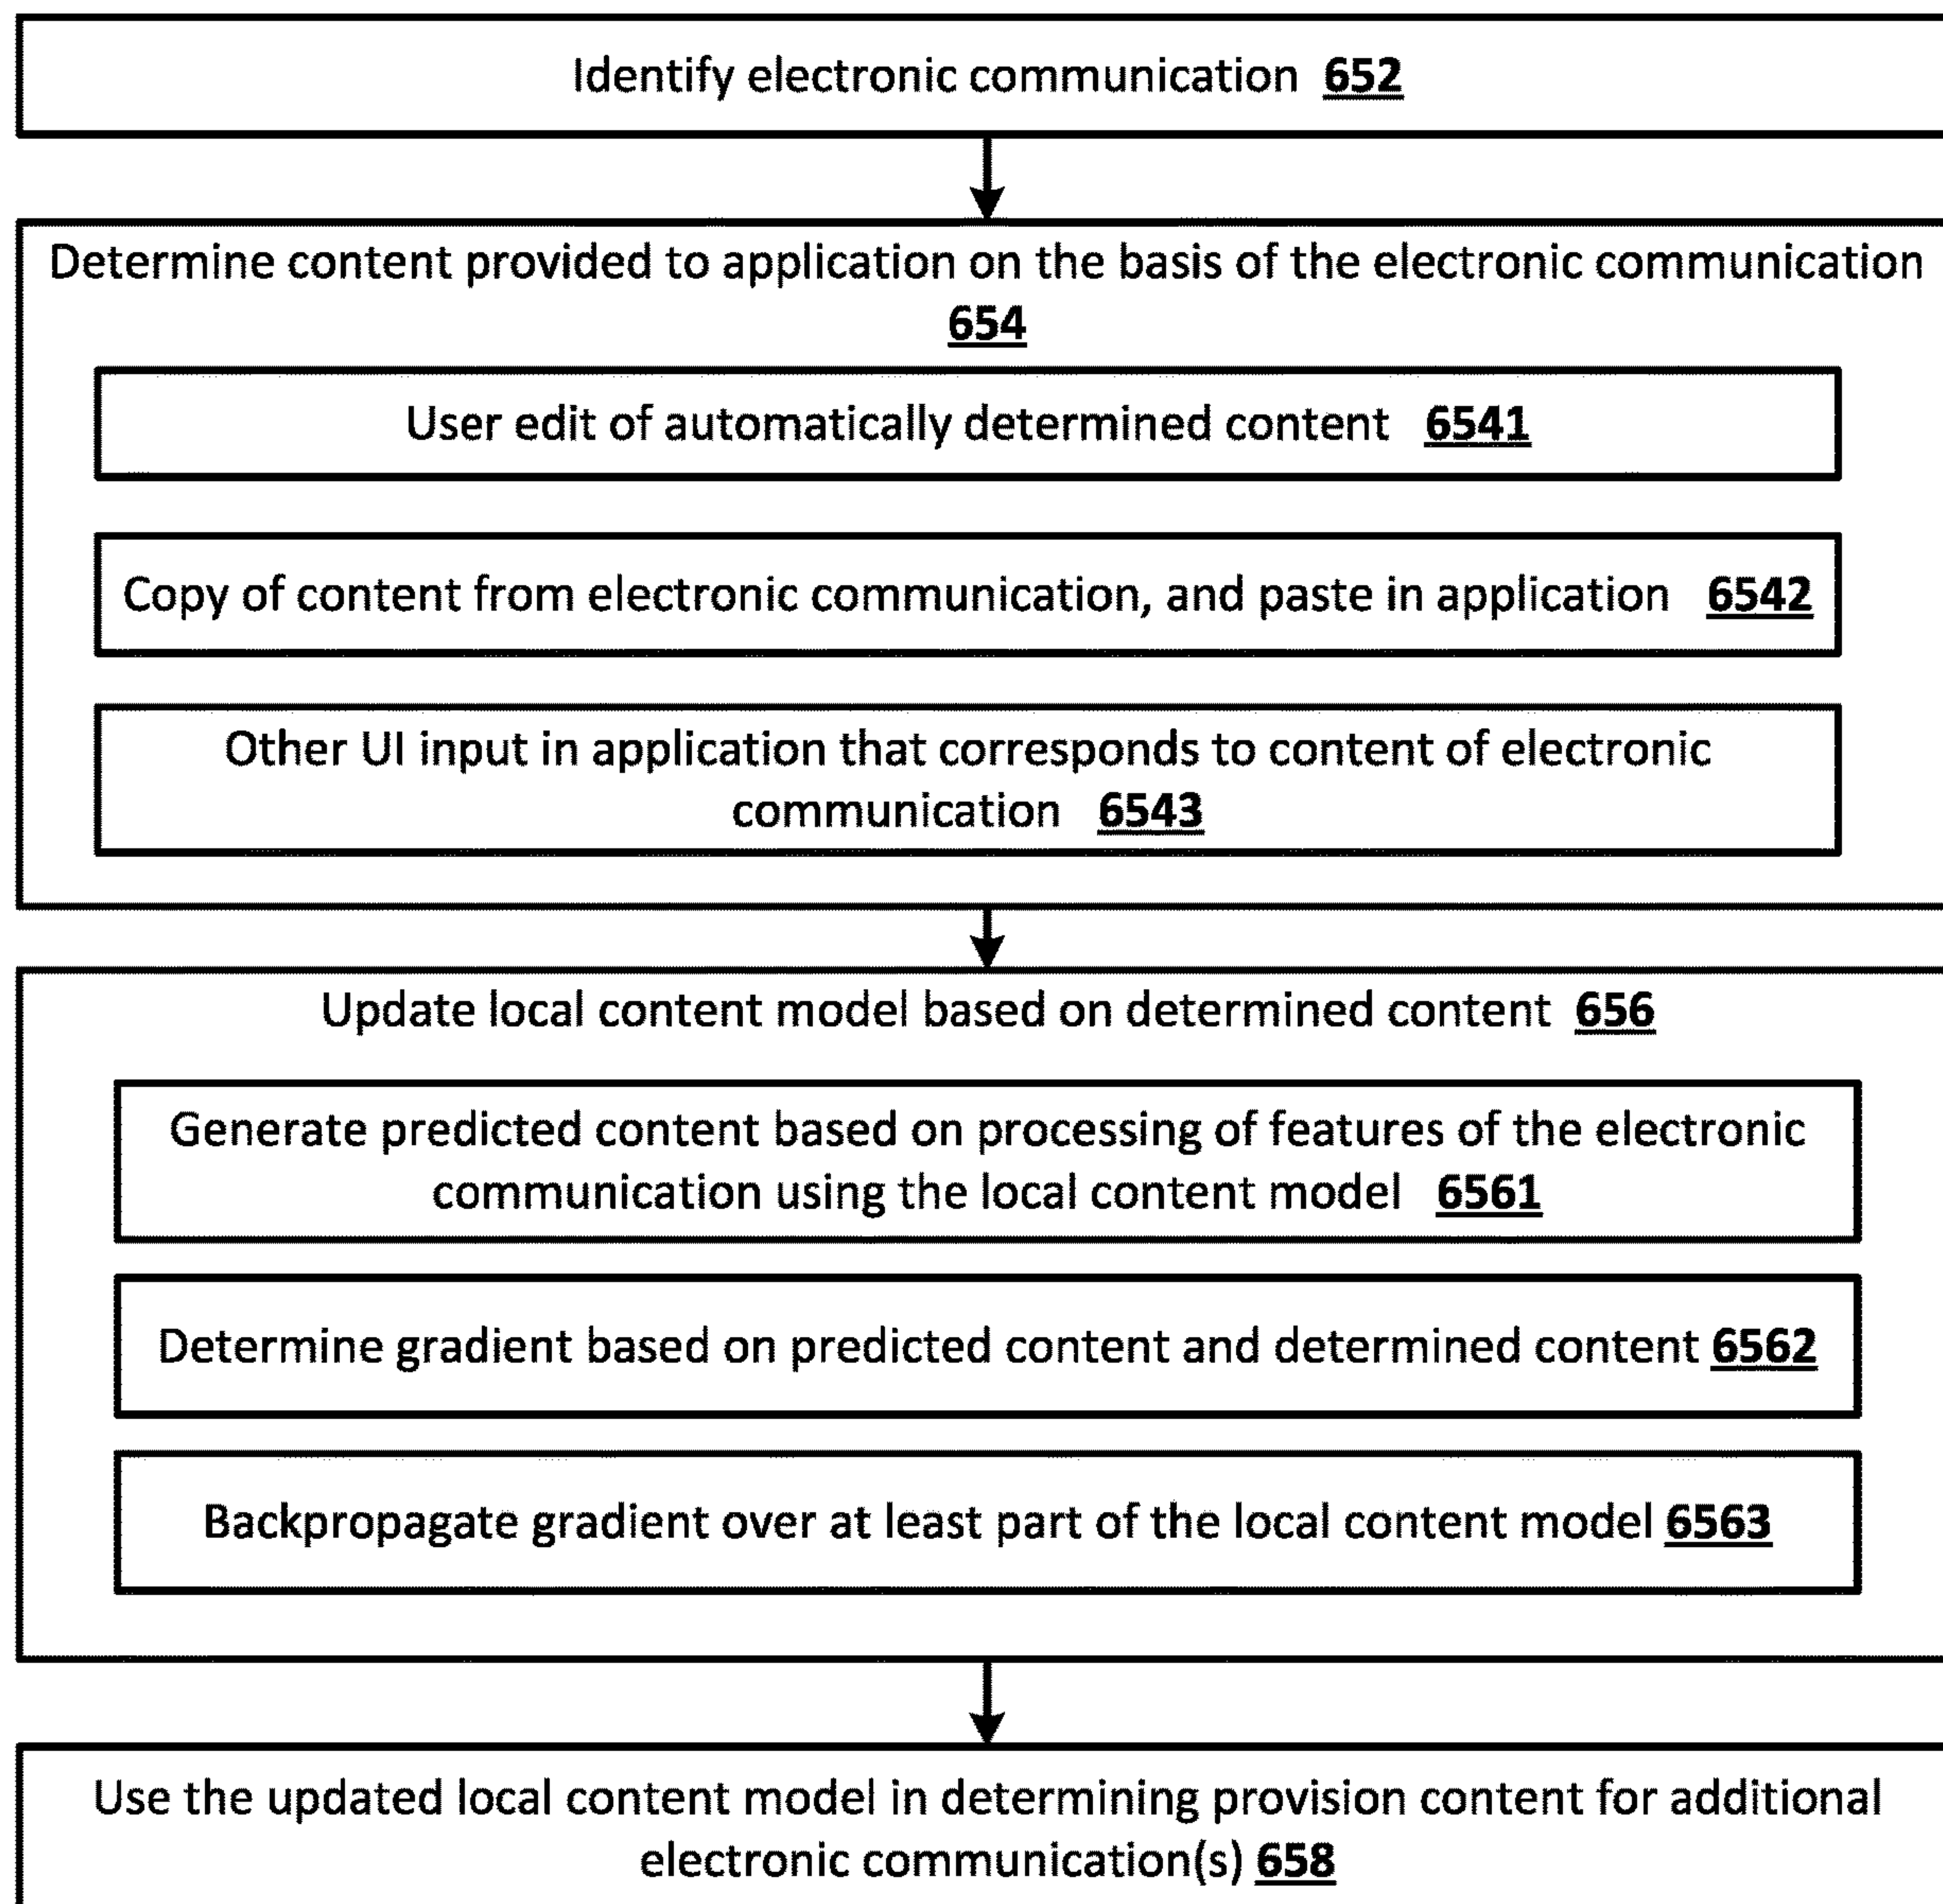 Identify electronic communication 652
Determine content provided to application on the basis of the electronic communication
654
User edit of automatically determined content 6541
Copy of content from electronic communication, and paste in application 6542
Other UI input in application that corresponds to content of electronic
communication 6543
Update local content model based on determined content 656
Generate predicted content based on processing of features of the electronic
communication using the local content model 6561
Determine gradient based on predicted content and determined content 6562
Backpropagate gradient over at least part of the local content model 6563
Use the updated local content model in determining provision content for additional
electronic communication(s) 658